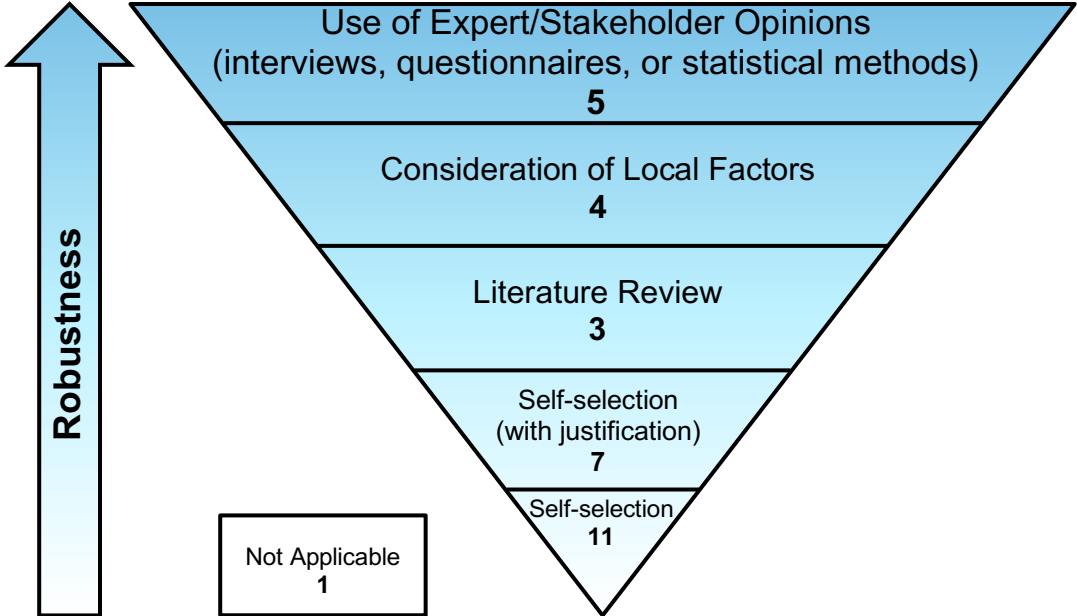 Use of Expert/Stakeholder Opinions
(interviews, questionnaires, or statistical methods)
5
Consideration of Local Factors
4
Literature Review
3
Self-selection
(with justification)
7
Self-selection
11
Not Applicable
1
Robustness